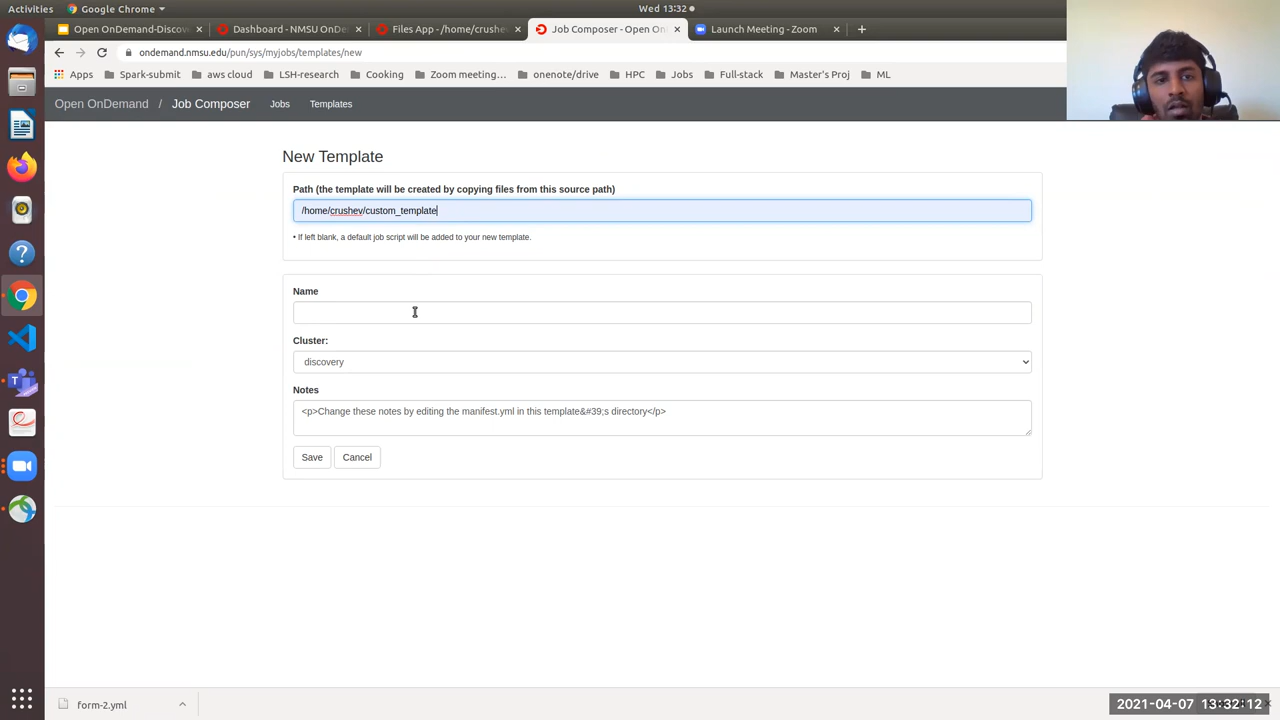 Activities
Google Chrome
Wed 13:32
Open OnDemand-Discov
Dashboard - NMSU OnDe
Files App - /home/crushe
Job Composer - Open On
Launch Meeting - Zoom
ondemand.nmsu.edu/pun/sys/myjobs/templates/new
Apps
Spark-submit
aws cloud
LSH-research
Cooking
Zoom meeting…
onenote/drive
HPC
Jobs
Full-stack
Master's Proj
ML
Open OnDemand / Job Composer Jobs Templates
New Template
Path (the template will be created by copying files from this source path)
/home/crushev/custom_template
• If left blank, a default job script will be added to your new template.
Name
Cluster:
discovery
Notes
<p>Change these notes by editing the manifest.yml in this template&#39;s directory</p>
Save
Cancel
form-2.yml
2021-04-07 13:32:12